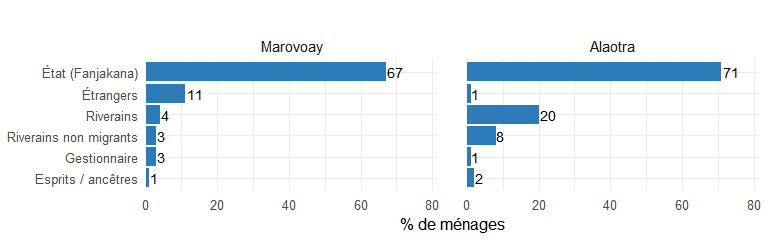 Marovoay Alaotra
État (Fanjakana) 67 71
Étrangers 11 1
Riverains 4 20
Riverains non migrants 3 8
Gestionnaire 3 1
Esprits / ancêtres 1 2
0 20 40 60 80 0 20 40 60 80
% de ménages